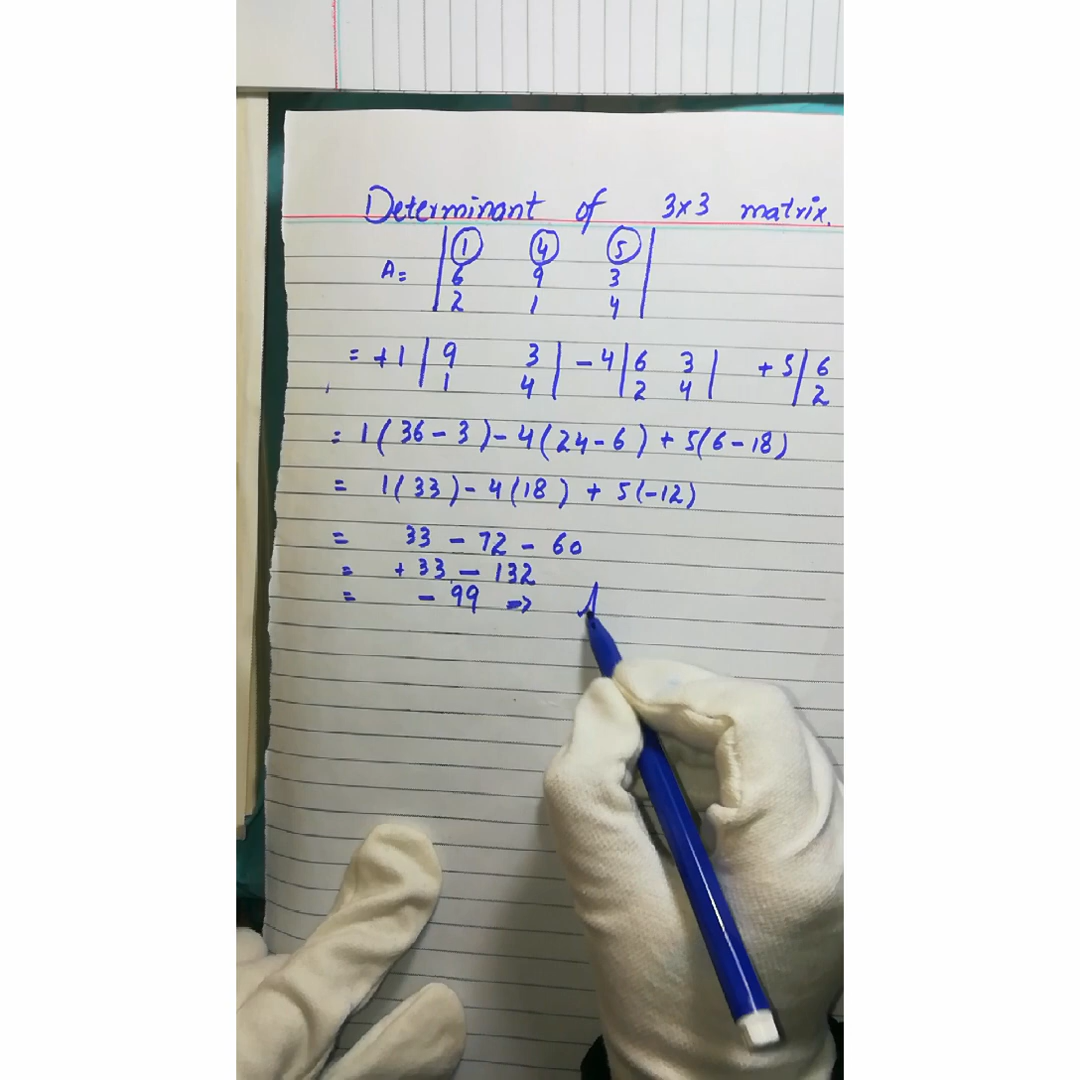 Determinant of 3×3 matrix.
A= | 1 4 5 |
| 6 9 3 |
| 2 1 4 |
= +1 | 9 3 | - 4 | 6 3 | + 5 | 6
| 1 4 | | 2 4 | | 2
= 1(36-3)-4(24-6)+5(6-18)
= 1(33)-4(18)+5(-12)
= 33-72-60
= +33-132
= -99 ⇒ A